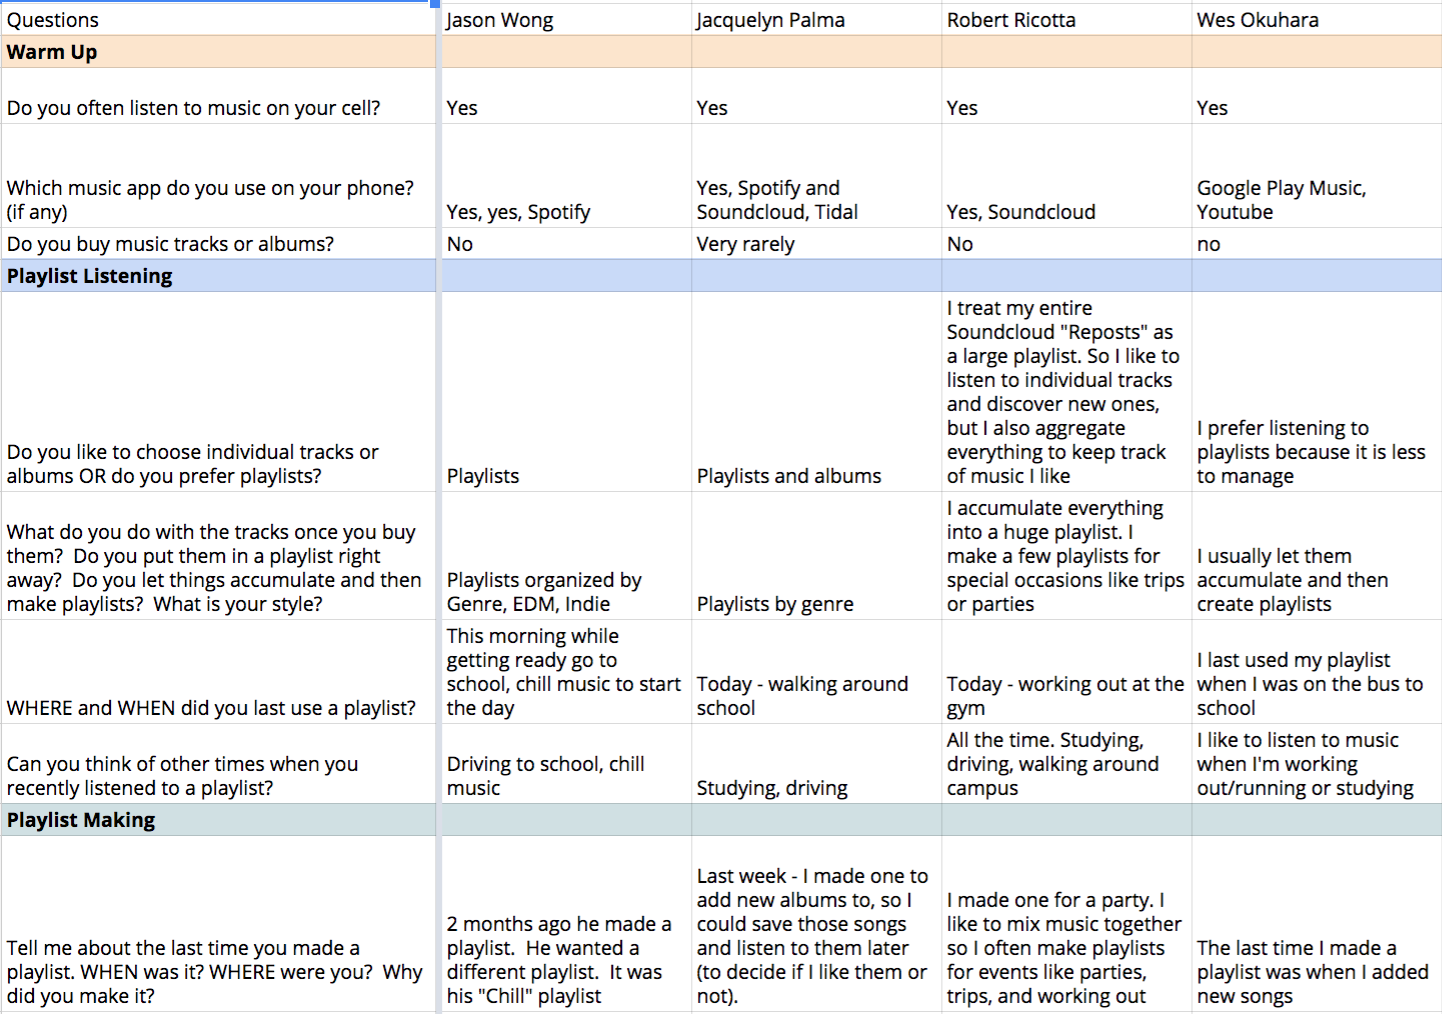 Questions
Jason Wong
Jacquelyn Palma
Robert Ricotta
Wes Okuhara
Warm Up
Do you often listen to music on your cell?
Yes
Yes
Yes
Yes
Which music app do you use on your phone?
(if any)
Yes, yes, Spotify
Yes, Spotify and
Soundcloud, Tidal
Yes, Soundcloud
Google Play Music,
Youtube
Do you buy music tracks or albums?
No
Very rarely
No
no
Playlist Listening
Do you like to choose individual tracks or
albums OR do you prefer playlists?
Playlists
Playlists and albums
I treat my entire
Soundcloud "Reposts" as
a large playlist. So I like to
listen to individual tracks
and discover new ones,
but I also aggregate
everything to keep track
of music I like
I prefer listening to
playlists because it is less
to manage
What do you do with the tracks once you buy
them?  Do you put them in a playlist right
away?  Do you let things accumulate and then
make playlists?  What is your style?
Playlists organized by
Genre, EDM, Indie
Playlists by genre
I accumulate everything
into a huge playlist. I
make a few playlists for
special occasions like trips
or parties
I usually let them
accumulate and then
create playlists
WHERE and WHEN did you last use a playlist?
This morning while
getting ready go to
school, chill music to start
the day
Today - walking around
school
Today - working out at the
gym
I last used my playlist
when I was on the bus to
school
Can you think of other times when you
recently listened to a playlist?
Driving to school, chill
music
Studying, driving
All the time. Studying,
driving, walking around
campus
I like to listen to music
when I'm working
out/running or studying
Playlist Making
Tell me about the last time you made a
playlist. WHEN was it? WHERE were you?  Why
did you make it?
2 months ago he made a
playlist.  He wanted a
different playlist.  It was
his "Chill" playlist
Last week - I made one to
add new albums to, so I
could save those songs
and listen to them later
(to decide if I like them or
not).
I made one for a party. I
like to mix music together
so I often make playlists
for events like parties,
trips, and working out
The last time I made a
playlist was when I added
new songs